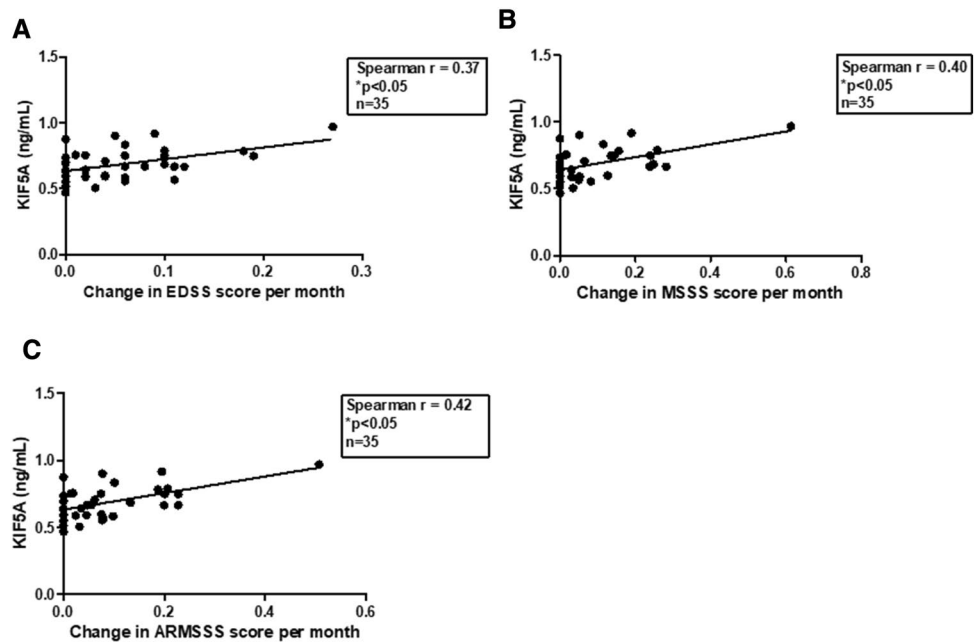 A
1.5
1.0
0.5
0.0
KIF5A (ng/mL)
0.0 0.1 0.2 0.3
Change in EDSS score per month
Spearman r = 0.37
*p<0.05
n=35
B
1.5
1.0
0.5
0.0
KIF5A (ng/mL)
0.0 0.2 0.4 0.6 0.8
Change in MSSS score per month
Spearman r = 0.40
*p<0.05
n=35
C
1.5
1.0
0.5
0.0
KIF5A (ng/mL)
0.0 0.2 0.4 0.6
Change in ARMSSS score per month
Spearman r = 0.42
*p<0.05
n=35